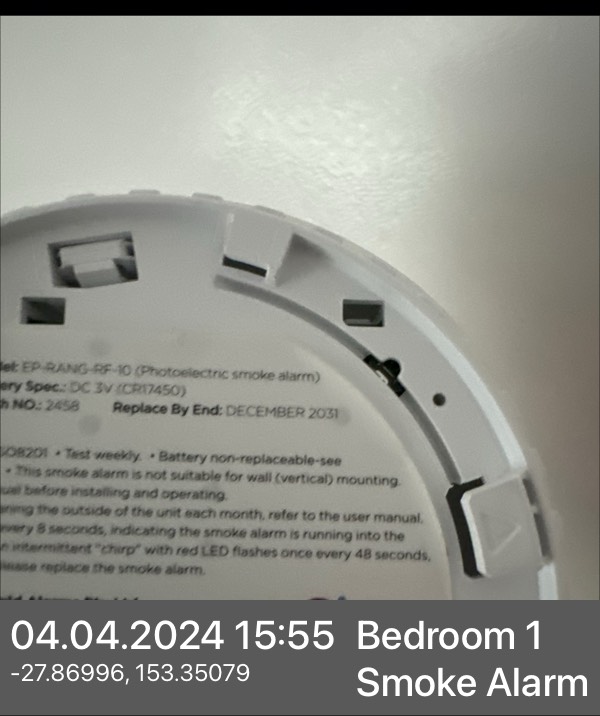 del: EP-RANG-RF-10 (Photoelectric smoke alarm)
ery Spec.: DC 3V (CR17450)
h NO.: 2458 Replace By End: DECEMBER 2031
SO8201 • Test weekly. • Battery non-replaceable-see
• This smoke alarm is not suitable for wall (vertical) mounting.
ual before installing and operating.
ning the outside of the unit each month, refer to the user manual.
every 8 seconds, indicating the smoke alarm is running into the
n intermittent "chirp" with red LED flashes once every 48 seconds,
please replace the smoke alarm.
04.04.2024 15:55
-27.86996, 153.35079
Bedroom 1
Smoke Alarm